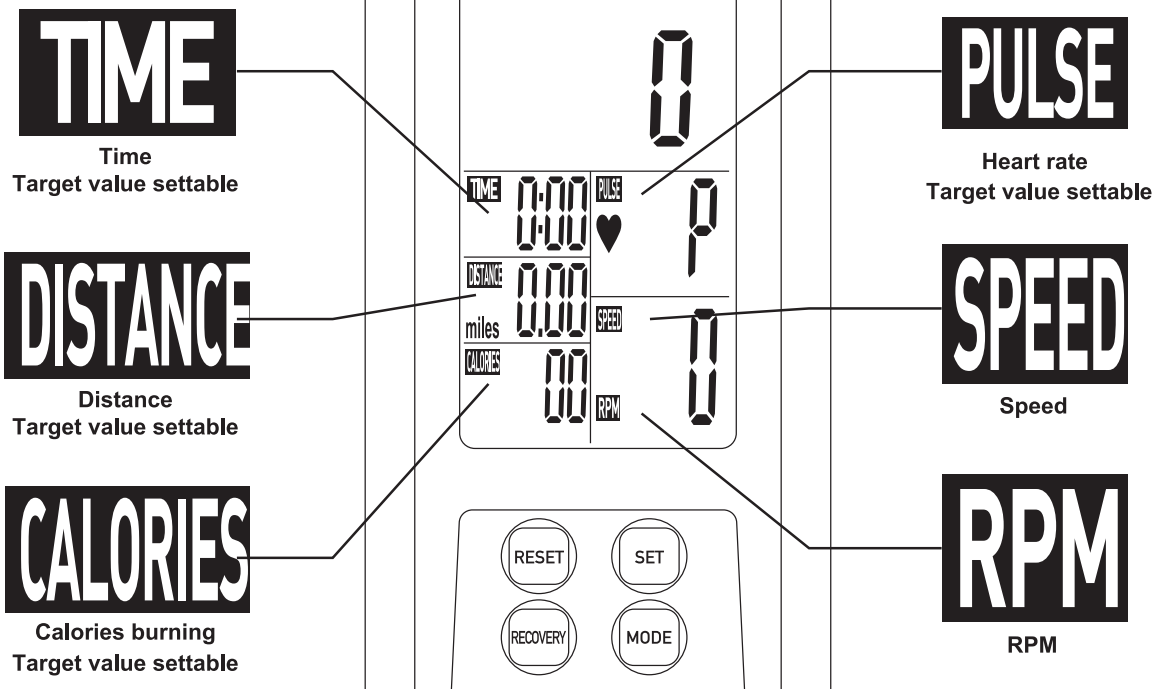 TIME
Time
Target value settable
DISTANCE
Distance
Target value settable
CALORIES
Calories burning
Target value settable
0
TIME
0:00
PULSE
P
DISTANCE
miles
0.00
SPEED
0
CALORIES
00
RPM
RESET
SET
RECOVERY
MODE
PULSE
Heart rate
Target value settable
SPEED
Speed
RPM
RPM